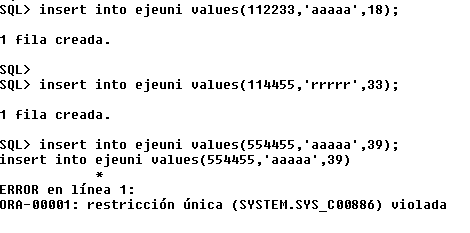 SQL> insert into ejeuni values(112233,'aaaaa',18);
1 fila creada.
SQL>
SQL> insert into ejeuni values(114455,'rrrrr',33);
1 fila creada.
SQL> insert into ejeuni values(554455,'aaaaa',39);
insert into ejeuni values(554455,'aaaaa',39)
*
ERROR en línea 1:
ORA-00001: restricción única (SYSTEM.SYS_C00886) violada